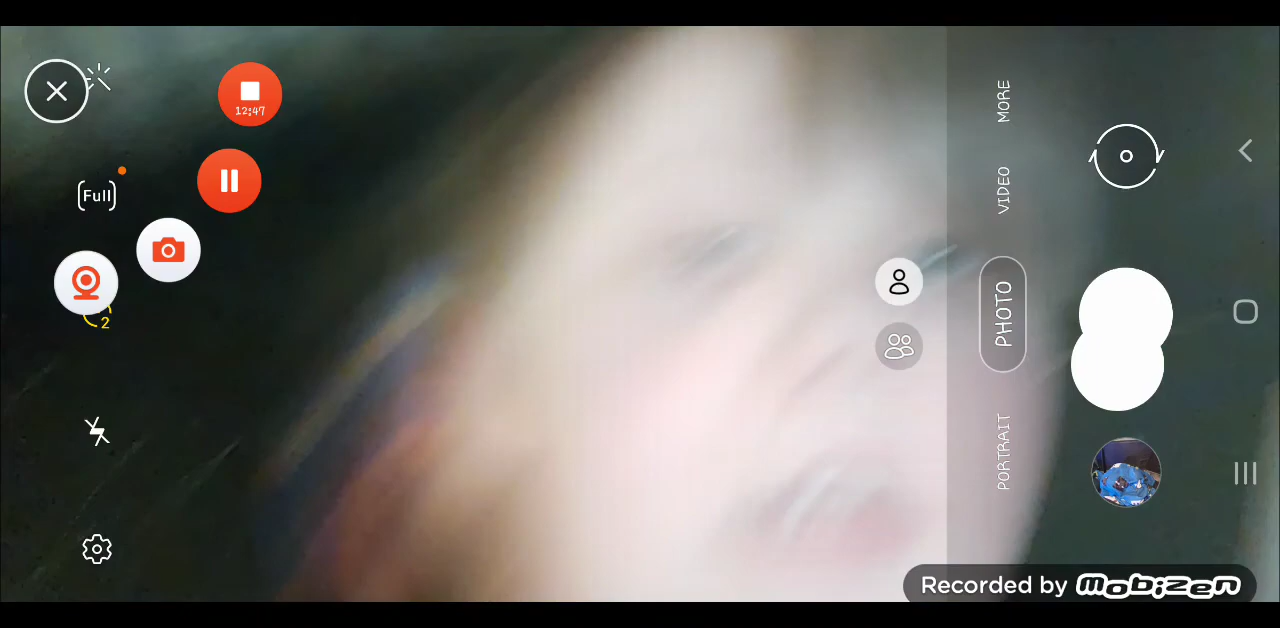 12:47
Full
2
MORE
VIDEO
PHOTO
PORTRAIT
Recorded by mobizen